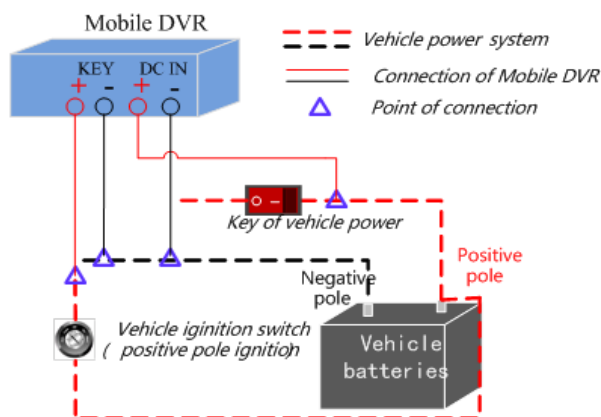 Mobile DVR
KEY DC IN
+ - + -
Vehicle power system
Connection of Mobile DVR
Point of connection
Key of vehicle power
Negative
pole
Positive
pole
Vehicle iginition switch
( positive pole ignition)
Vehicle
batteries